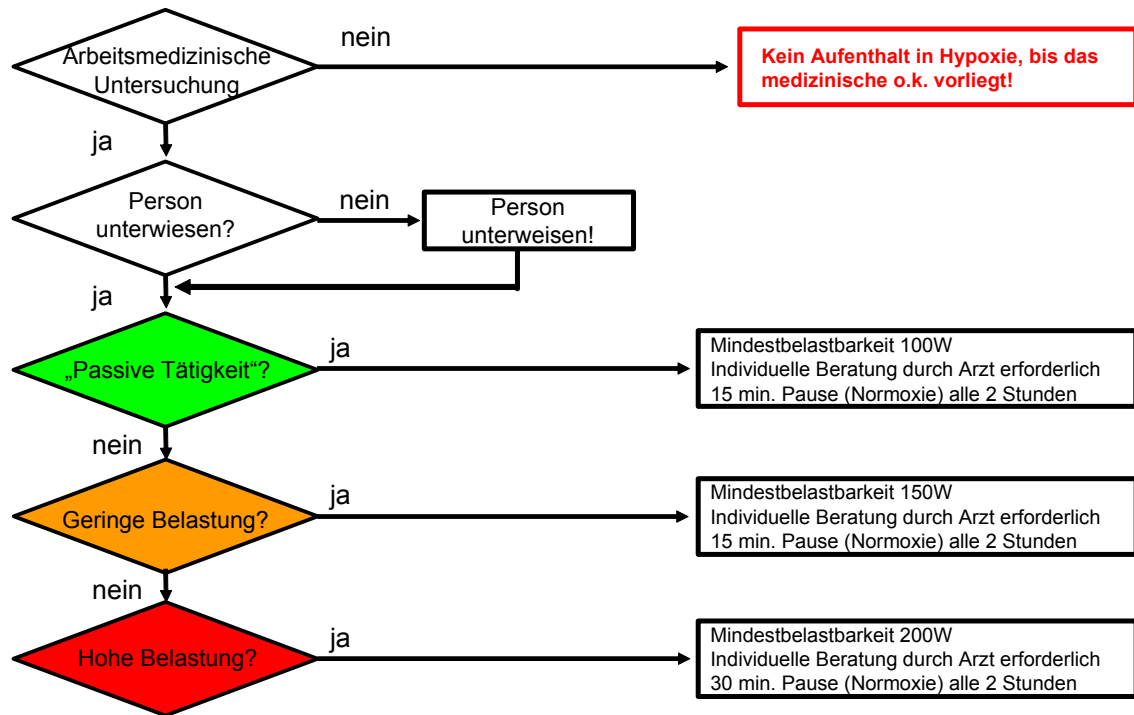 Arbeitsmedizinische
Untersuchung
nein
Kein Aufenthalt in Hypoxie, bis das
medizinische o.k. vorliegt!
ja
Person
unterwiesen?
nein
Person
unterweisen!
ja
„Passive Tätigkeit“?
ja
Mindestbelastbarkeit 100W
Individuelle Beratung durch Arzt erforderlich
15 min. Pause (Normoxie) alle 2 Stunden
nein
Geringe Belastung?
ja
Mindestbelastbarkeit 150W
Individuelle Beratung durch Arzt erforderlich
15 min. Pause (Normoxie) alle 2 Stunden
nein
Hohe Belastung?
ja
Mindestbelastbarkeit 200W
Individuelle Beratung durch Arzt erforderlich
30 min. Pause (Normoxie) alle 2 Stunden